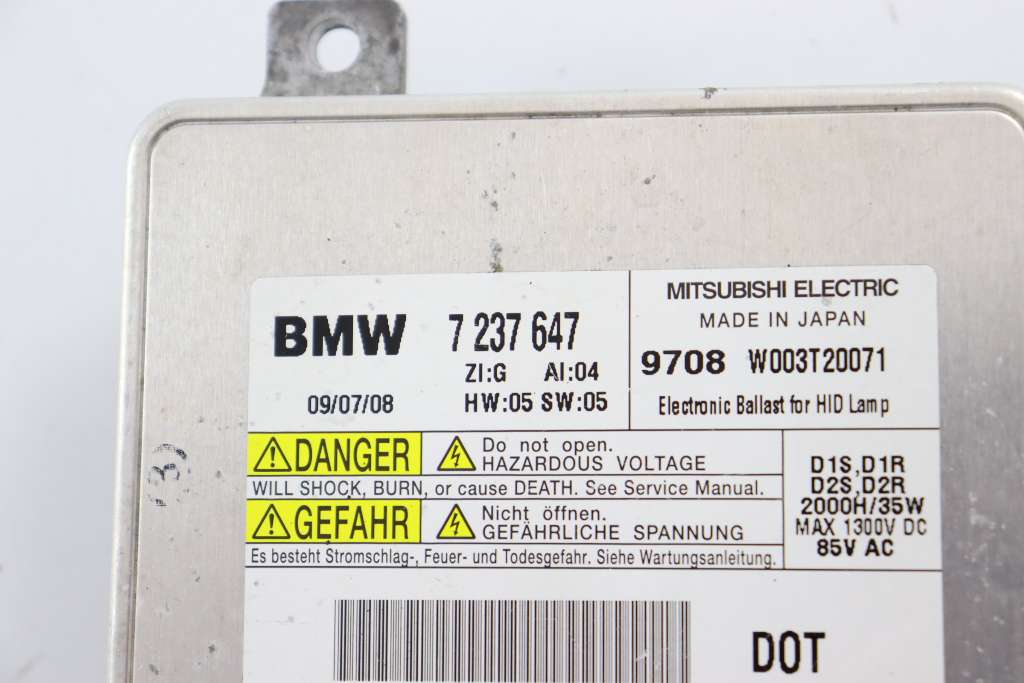 BMW 7 237 647
ZI:G AI:04
09/07/08 HW:05 SW:05
MITSUBISHI ELECTRIC
MADE IN JAPAN
9708 W003T20071
Electronic Ballast for HID Lamp
DANGER
Do not open.
HAZARDOUS VOLTAGE
WILL SHOCK, BURN, or cause DEATH. See Service Manual.
GEFAHR
Nicht öffnen.
GEFÄHRLICHE SPANNUNG
Es besteht Stromschlag-, Feuer- und Todesgefahr. Siehe Wartungsanleitung.
D1S,D1R
D2S,D2R
2000H/35W
MAX 1300V DC
85V AC
DOT
(3)